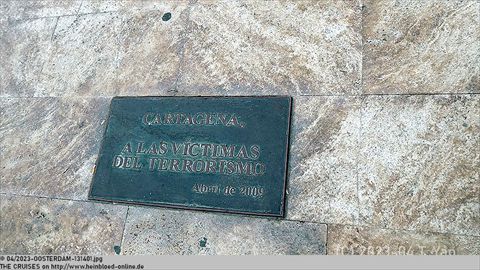 CARTAGENA,
A LAS VICTIMAS
DEL TERRORISMO
Abril de 2009
© 04/2023-OOSTERDAM-131401.jpg
THE CRUISES on http://www.heinbloed-online.de